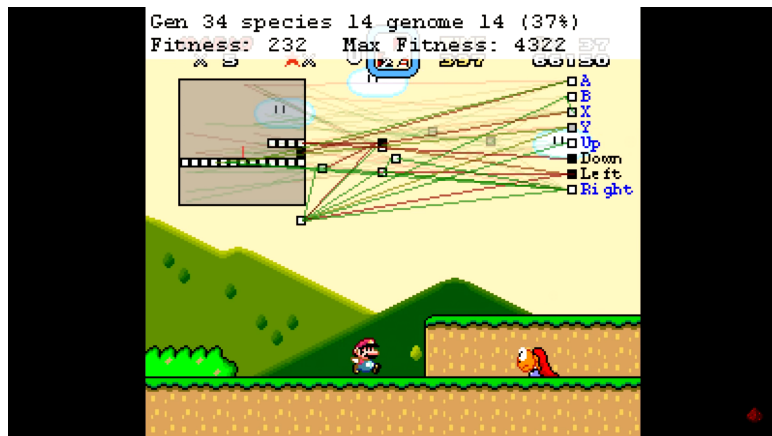 Gen 34 species 14 genome 14 (37%)
Fitness: 232 Max Fitness: 4322
A
B
X
Y
Up
Down
Left
Right